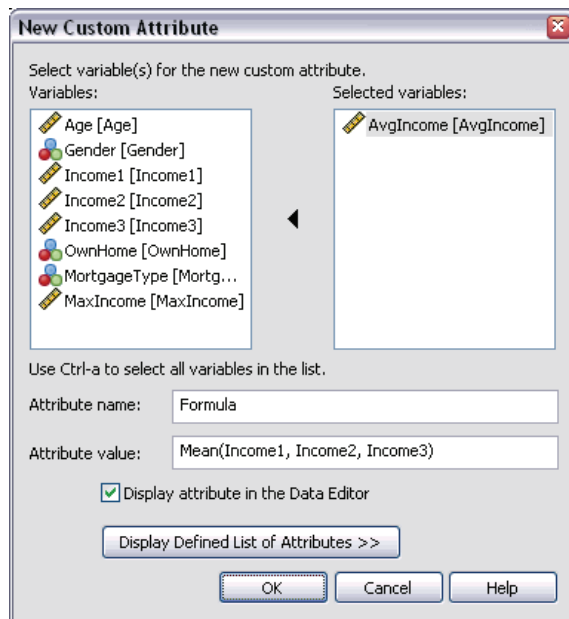 New Custom Attribute
Select variable(s) for the new custom attribute.
Variables:
Selected variables:
Age [Age]
Gender [Gender]
Income1 [Income1]
Income2 [Income2]
Income3 [Income3]
OwnHome [OwnHome]
MortgageType [Mortg...
MaxIncome [MaxIncome]
AvgIncome [AvgIncome]
Use Ctrl-a to select all variables in the list.
Attribute name: Formula
Attribute value: Mean(Income1, Income2, Income3)
Display attribute in the Data Editor
Display Defined List of Attributes >>
OK Cancel Help